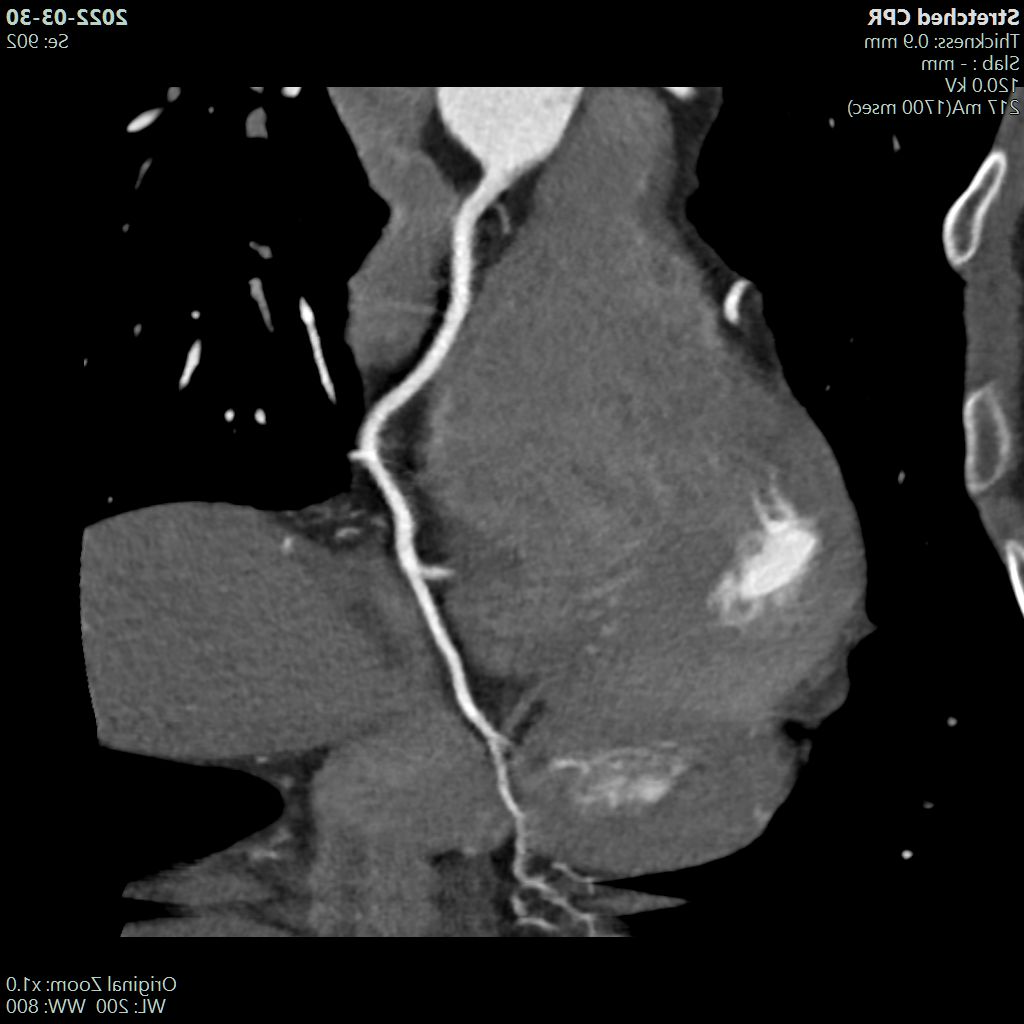 Stretched CPR
Thickness: 0.9 mm
Slab : - mm
120.0 kV
217 mA(1700 msec)
2022-03-30
Se: 902
Original Zoom: x1.0
WL: 200 WW: 800